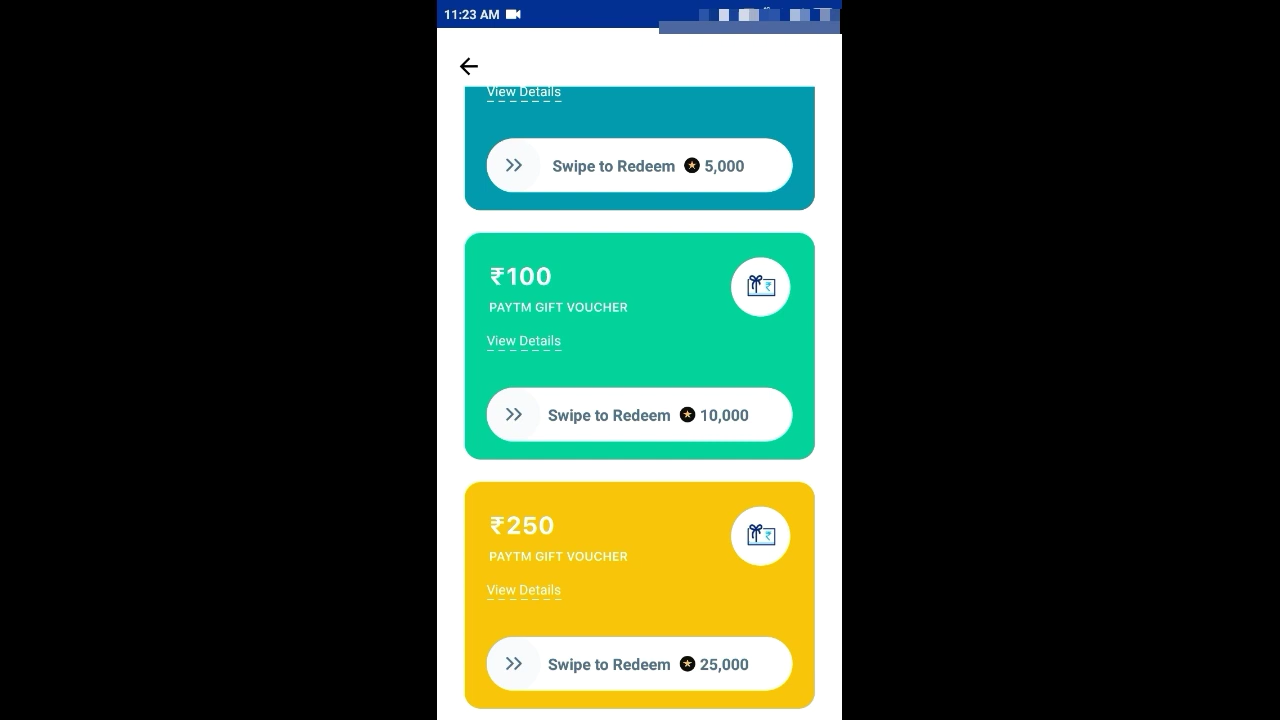 11:23 AM
View Details
Swipe to Redeem 5,000
₹100
PAYTM GIFT VOUCHER
View Details
Swipe to Redeem 10,000
₹250
PAYTM GIFT VOUCHER
View Details
Swipe to Redeem 25,000